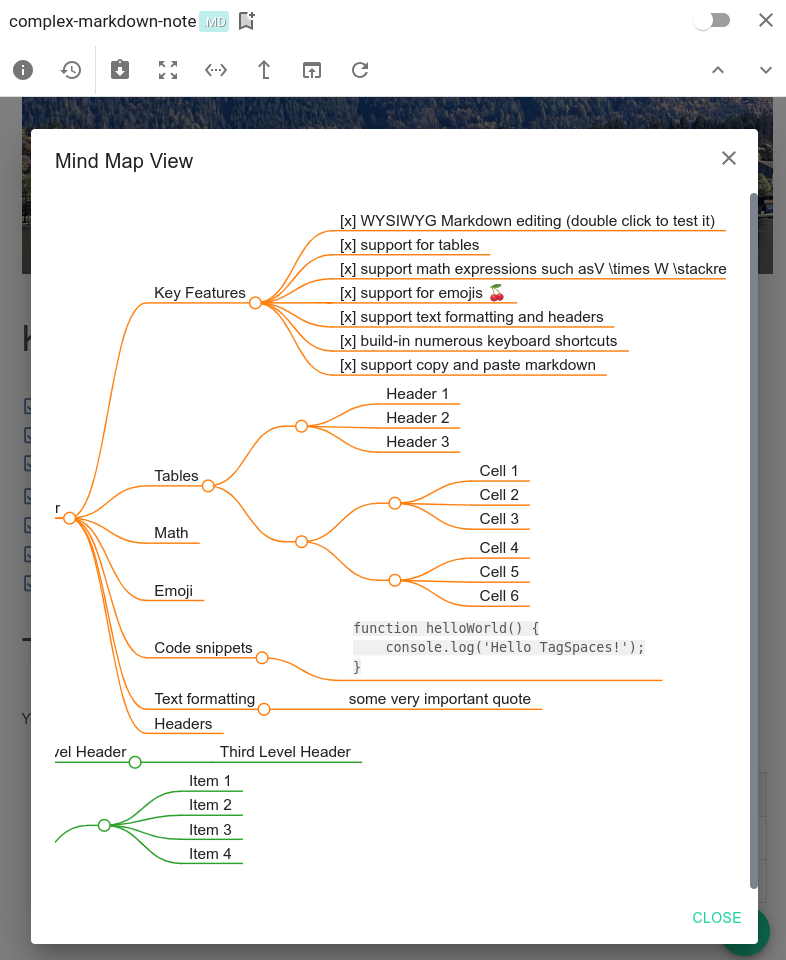 complex-markdown-note .MD
Mind Map View
[x] WYSIWYG Markdown editing (double click to test it)
[x] support for tables
[x] support math expressions such asV \times W \stackre
Key Features
[x] support for emojis 🍒
[x] support text formatting and headers
[x] build-in numerous keyboard shortcuts
[x] support copy and paste markdown
Header 1
Header 2
Header 3
Tables
Cell 1
Cell 2
Cell 3
r
Math
Cell 4
Cell 5
Cell 6
Emoji
function helloWorld() {
console.log('Hello TagSpaces!');
}
Code snippets
Text formatting
some very important quote
Headers
vel Header
Third Level Header
Item 1
Item 2
Item 3
Item 4
CLOSE